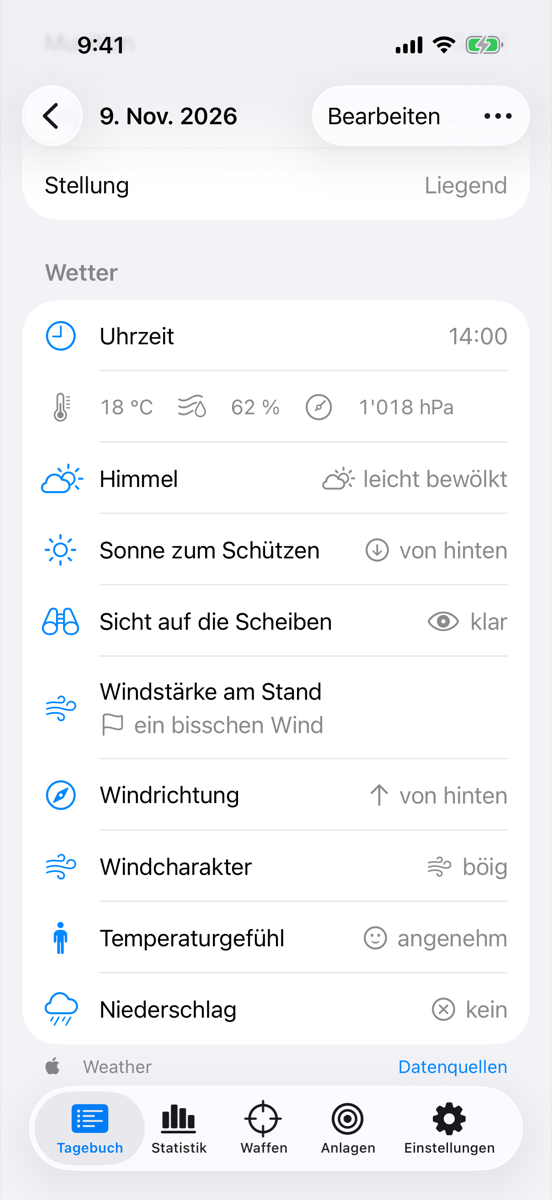 9:41
9. Nov. 2026
Bearbeiten
Stellung Liegend
Wetter
Uhrzeit 14:00
18 °C 62 % 1'018 hPa
Himmel leicht bewölkt
Sonne zum Schützen von hinten
Sicht auf die Scheiben klar
Windstärke am Stand
ein bisschen Wind
Windrichtung von hinten
Windcharakter böig
Temperaturgefühl angenehm
Niederschlag kein
Weather Datenquellen
Tagebuch Statistik Waffen Anlagen Einstellungen